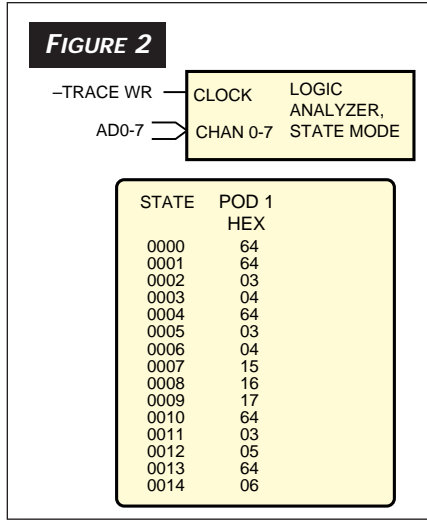 FIGURE 2
–TRACE WR CLOCK LOGIC
ANALYZER,
AD0-7 CHAN 0-7 STATE MODE
STATE POD 1
HEX
0000 64
0001 64
0002 03
0003 04
0004 64
0005 03
0006 04
0007 15
0008 16
0009 17
0010 64
0011 03
0012 05
0013 64
0014 06